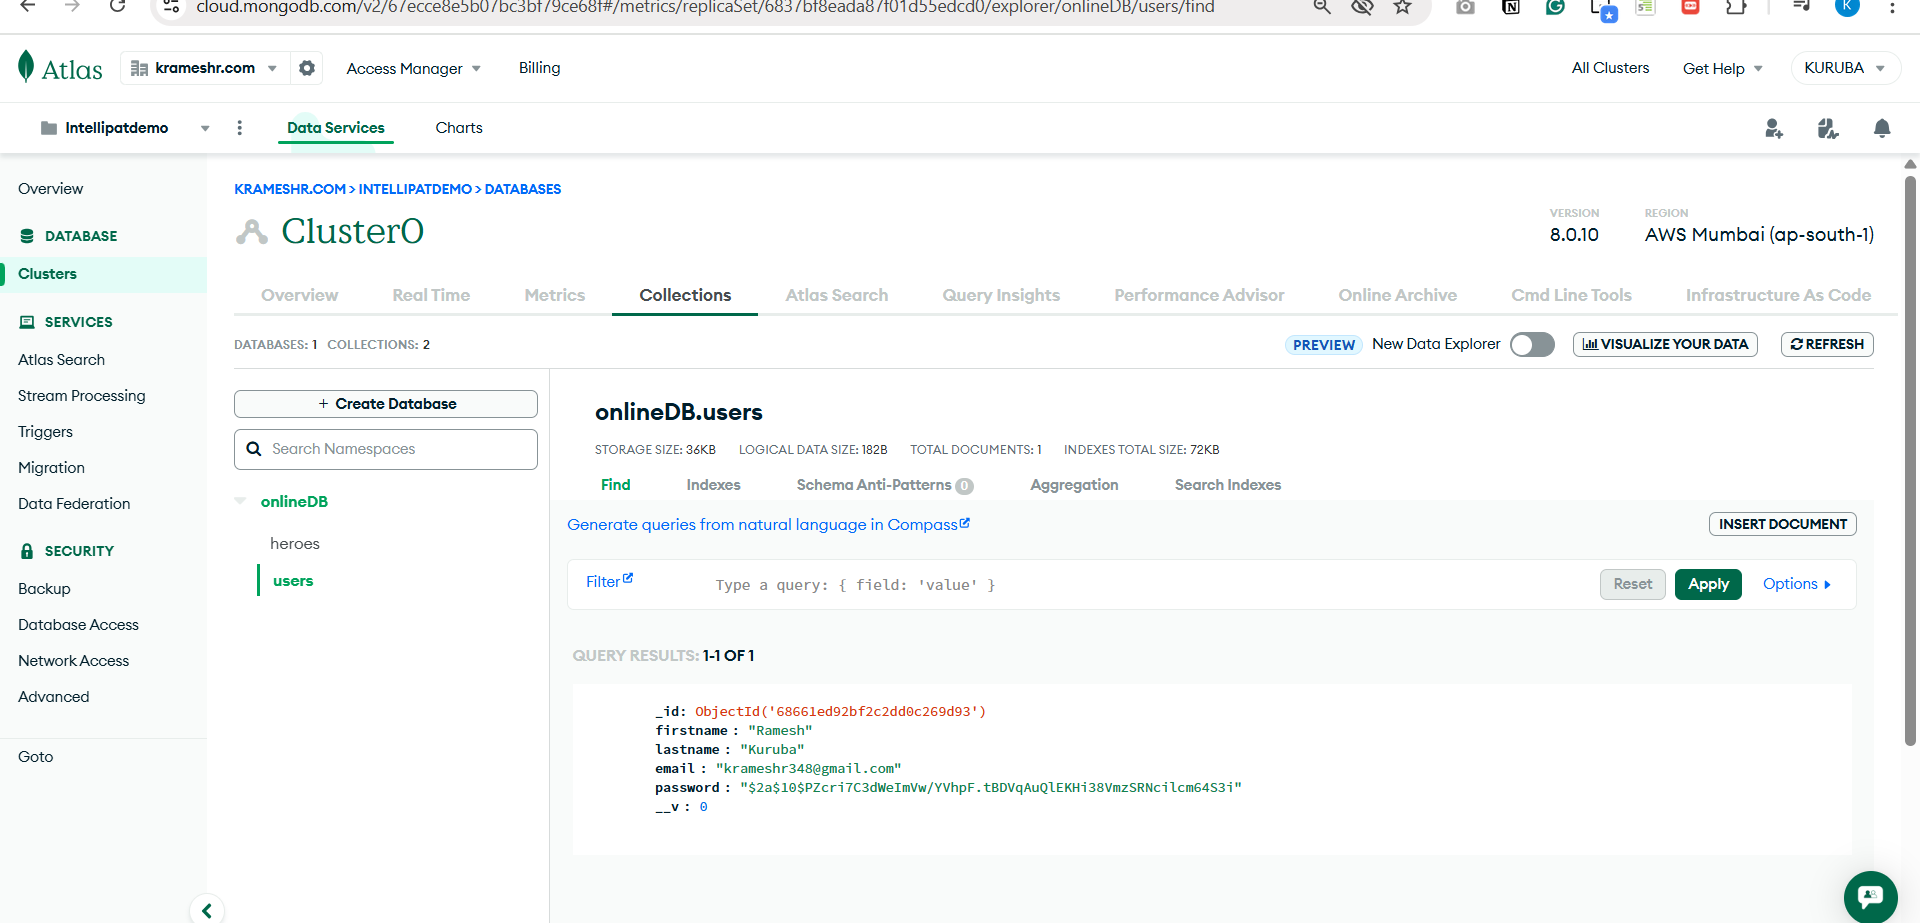 cloud.mongodb.com/v2/67ecce8e5b07bc3bf79ce68f#/metrics/replicaSet/6837bf8eada87f01d55edcd0/explorer/onlineDB/users/find
K
Atlas
krameshr.com
Access Manager
Billing
All Clusters
Get Help
KURUBA
Intellipatdemo
Data Services
Charts
Overview
DATABASE
Clusters
SERVICES
Atlas Search
Stream Processing
Triggers
Migration
Data Federation
SECURITY
Backup
Database Access
Network Access
Advanced
Goto
KRAMESHR.COM > INTELLIPATDEMO > DATABASES
Cluster0
VERSION
8.0.10
REGION
AWS Mumbai (ap-south-1)
Overview
Real Time
Metrics
Collections
Atlas Search
Query Insights
Performance Advisor
Online Archive
Cmd Line Tools
Infrastructure As Code
DATABASES: 1 COLLECTIONS: 2
PREVIEW New Data Explorer
VISUALIZE YOUR DATA
REFRESH
+ Create Database
Search Namespaces
onlineDB
heroes
users
onlineDB.users
STORAGE SIZE: 36KB LOGICAL DATA SIZE: 182B TOTAL DOCUMENTS: 1 INDEXES TOTAL SIZE: 72KB
Find
Indexes
Schema Anti-Patterns 0
Aggregation
Search Indexes
Generate queries from natural language in Compass
INSERT DOCUMENT
Filter
Type a query: { field: 'value' }
Reset
Apply
Options
QUERY RESULTS: 1-1 OF 1
_id: ObjectId('68661ed92bf2c2dd0c269d93')
firstname : "Ramesh"
lastname : "Kuruba"
email : "krameshr348@gmail.com"
password : "$2a$10$PZcri7C3dWeImVw/YVhpF.tBDVqAuQlEKHi38VmzSRNcilcm64S3i"
__v : 0